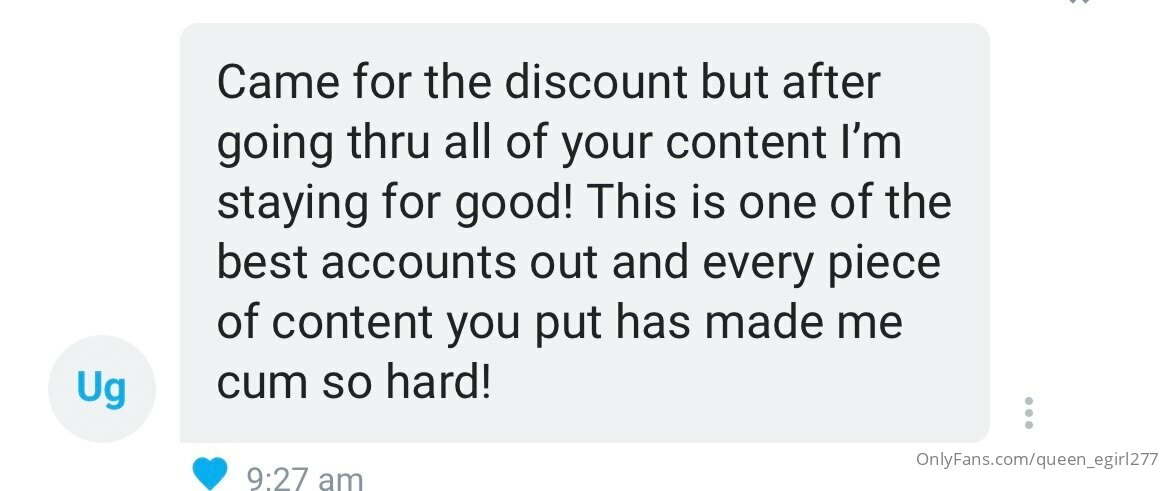 Came for the discount but after
going thru all of your content I’m
staying for good! This is one of the
best accounts out and every piece
of content you put has made me
cum so hard!
Ug
9:27 am
OnlyFans.com/queen_egirl277